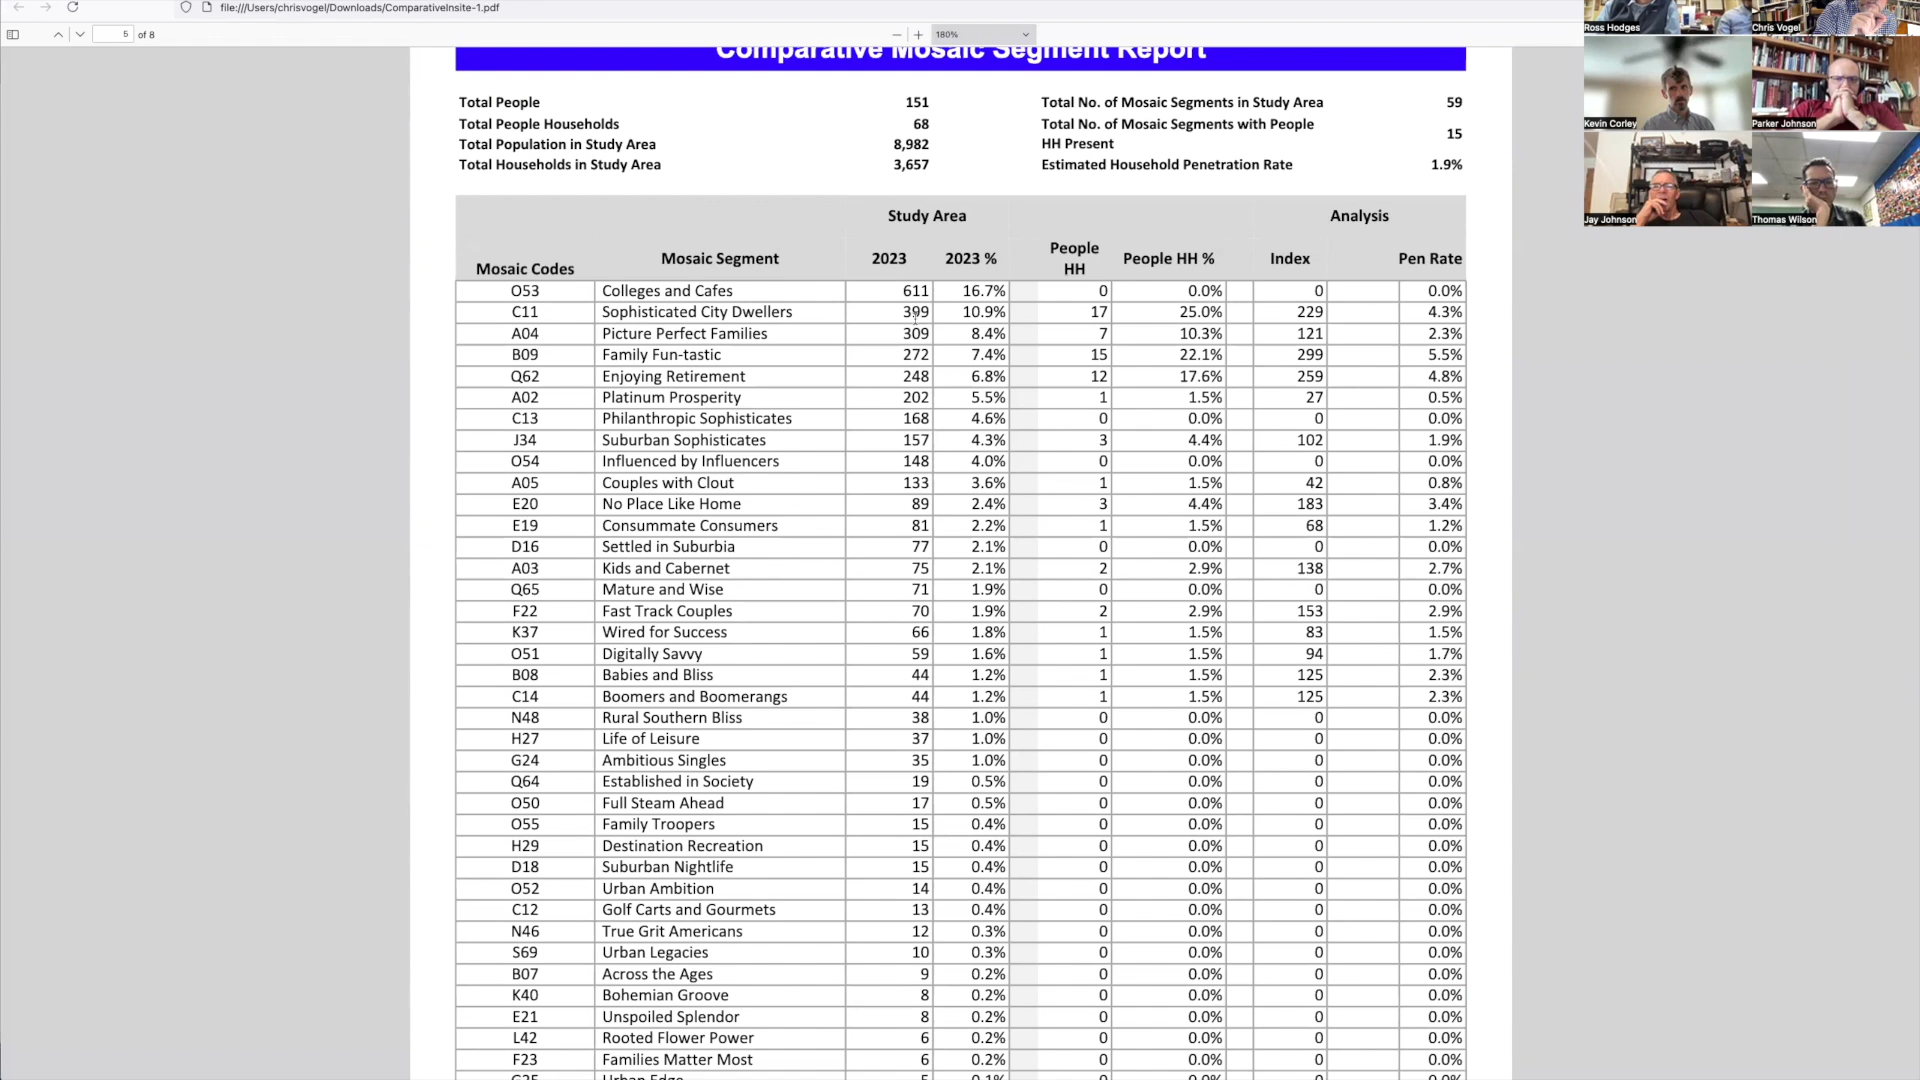 file:///Users/chrisvogel/Downloads/ComparativeInsite-1.pdf
5 of 8
180%
Comparative Mosaic Segment Report
Ross Hodges
Chris Vogel
Kevin Corley
Parker Johnson
Jay Johnson
Thomas Wilson
Total People 151 Total No. of Mosaic Segments in Study Area 59
Total People Households 68 Total No. of Mosaic Segments with People HH Present 15
Total Population in Study Area 8,982
Total Households in Study Area 3,657 Estimated Household Penetration Rate 1.9%
Study Area Analysis
Mosaic Codes Mosaic Segment 2023 2023 % People HH People HH % Index Pen Rate
O53 Colleges and Cafes 611 16.7% 0 0.0% 0 0.0%
C11 Sophisticated City Dwellers 399 10.9% 17 25.0% 229 4.3%
A04 Picture Perfect Families 309 8.4% 7 10.3% 121 2.3%
B09 Family Fun-tastic 272 7.4% 15 22.1% 299 5.5%
Q62 Enjoying Retirement 248 6.8% 12 17.6% 259 4.8%
A02 Platinum Prosperity 202 5.5% 1 1.5% 27 0.5%
C13 Philanthropic Sophisticates 168 4.6% 0 0.0% 0 0.0%
J34 Suburban Sophisticates 157 4.3% 3 4.4% 102 1.9%
O54 Influenced by Influencers 148 4.0% 0 0.0% 0 0.0%
A05 Couples with Clout 133 3.6% 1 1.5% 42 0.8%
E20 No Place Like Home 89 2.4% 3 4.4% 183 3.4%
E19 Consummate Consumers 81 2.2% 1 1.5% 68 1.2%
D16 Settled in Suburbia 77 2.1% 0 0.0% 0 0.0%
A03 Kids and Cabernet 75 2.1% 2 2.9% 138 2.7%
Q65 Mature and Wise 71 1.9% 0 0.0% 0 0.0%
F22 Fast Track Couples 70 1.9% 2 2.9% 153 2.9%
K37 Wired for Success 66 1.8% 1 1.5% 83 1.5%
O51 Digitally Savvy 59 1.6% 1 1.5% 94 1.7%
B08 Babies and Bliss 44 1.2% 1 1.5% 125 2.3%
C14 Boomers and Boomerangs 44 1.2% 1 1.5% 125 2.3%
N48 Rural Southern Bliss 38 1.0% 0 0.0% 0 0.0%
H27 Life of Leisure 37 1.0% 0 0.0% 0 0.0%
G24 Ambitious Singles 35 1.0% 0 0.0% 0 0.0%
Q64 Established in Society 19 0.5% 0 0.0% 0 0.0%
O50 Full Steam Ahead 17 0.5% 0 0.0% 0 0.0%
O55 Family Troopers 15 0.4% 0 0.0% 0 0.0%
H29 Destination Recreation 15 0.4% 0 0.0% 0 0.0%
D18 Suburban Nightlife 15 0.4% 0 0.0% 0 0.0%
O52 Urban Ambition 14 0.4% 0 0.0% 0 0.0%
C12 Golf Carts and Gourmets 13 0.4% 0 0.0% 0 0.0%
N46 True Grit Americans 12 0.3% 0 0.0% 0 0.0%
S69 Urban Legacies 10 0.3% 0 0.0% 0 0.0%
B07 Across the Ages 9 0.2% 0 0.0% 0 0.0%
K40 Bohemian Groove 8 0.2% 0 0.0% 0 0.0%
E21 Unspoiled Splendor 8 0.2% 0 0.0% 0 0.0%
L42 Rooted Flower Power 6 0.2% 0 0.0% 0 0.0%
F23 Families Matter Most 6 0.2% 0 0.0% 0 0.0%
G25 Urban Edge 5 0.1% 0 0.0% 0 0.0%